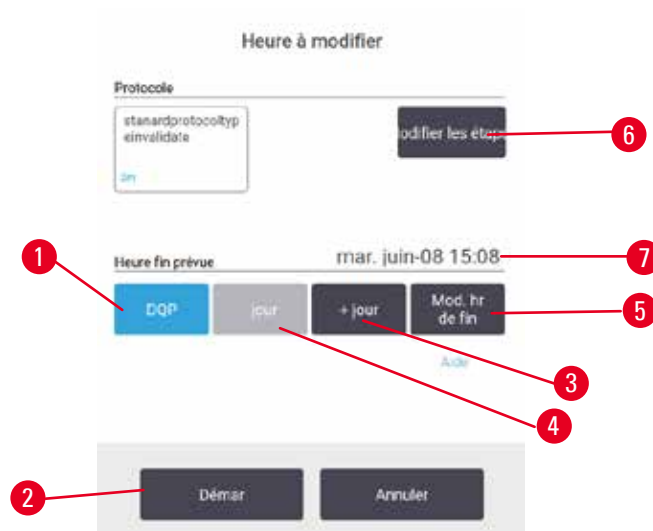 Heure à modifier
Protocole
stanardprotocoltyp
einvalidate
odifier les étap
6
1
Heure fin prévue
mar. juin-08 15:08
7
DQP
jour
+ jour
Mod. hr
de fin
5
Aide
3
4
2
Démar
Annuler